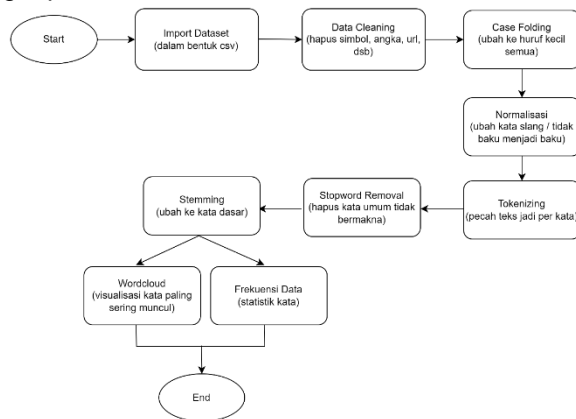 Start
Import Dataset
(dalam bentuk csv)
Data Cleaning
(hapus simbol, angka, url,
dsb)
Case Folding
(ubah ke huruf kecil
semua)
Normalisasi
(ubah kata slang / tidak
baku menjadi baku)
Tokenizing
(pecah teks jadi per kata)
Stopword Removal
(hapus kata umum tidak
bermakna)
Stemming
(ubah ke kata dasar)
Wordcloud
(visualisasi kata paling
sering muncul)
Frekuensi Data
(statistik kata)
End